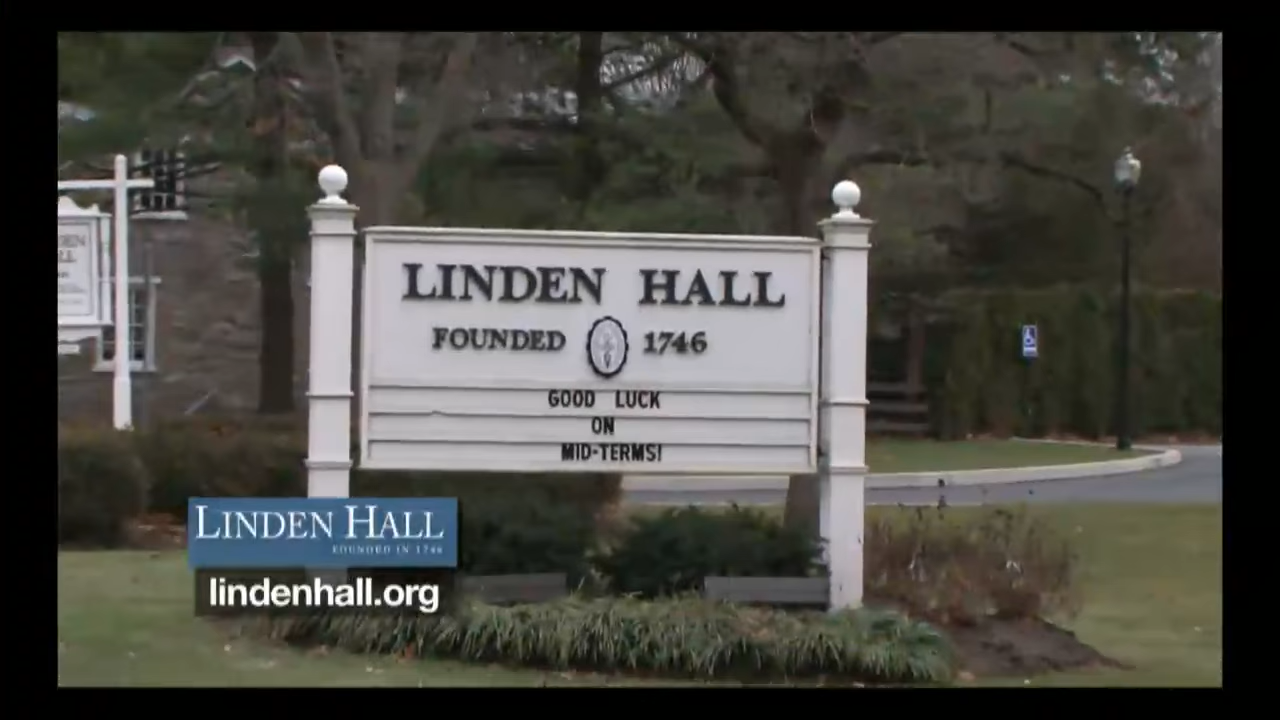 LINDEN HALL
FOUNDED 1746
GOOD LUCK
ON
MID-TERMS!
LINDEN HALL
FOUNDED IN 1746
lindenhall.org